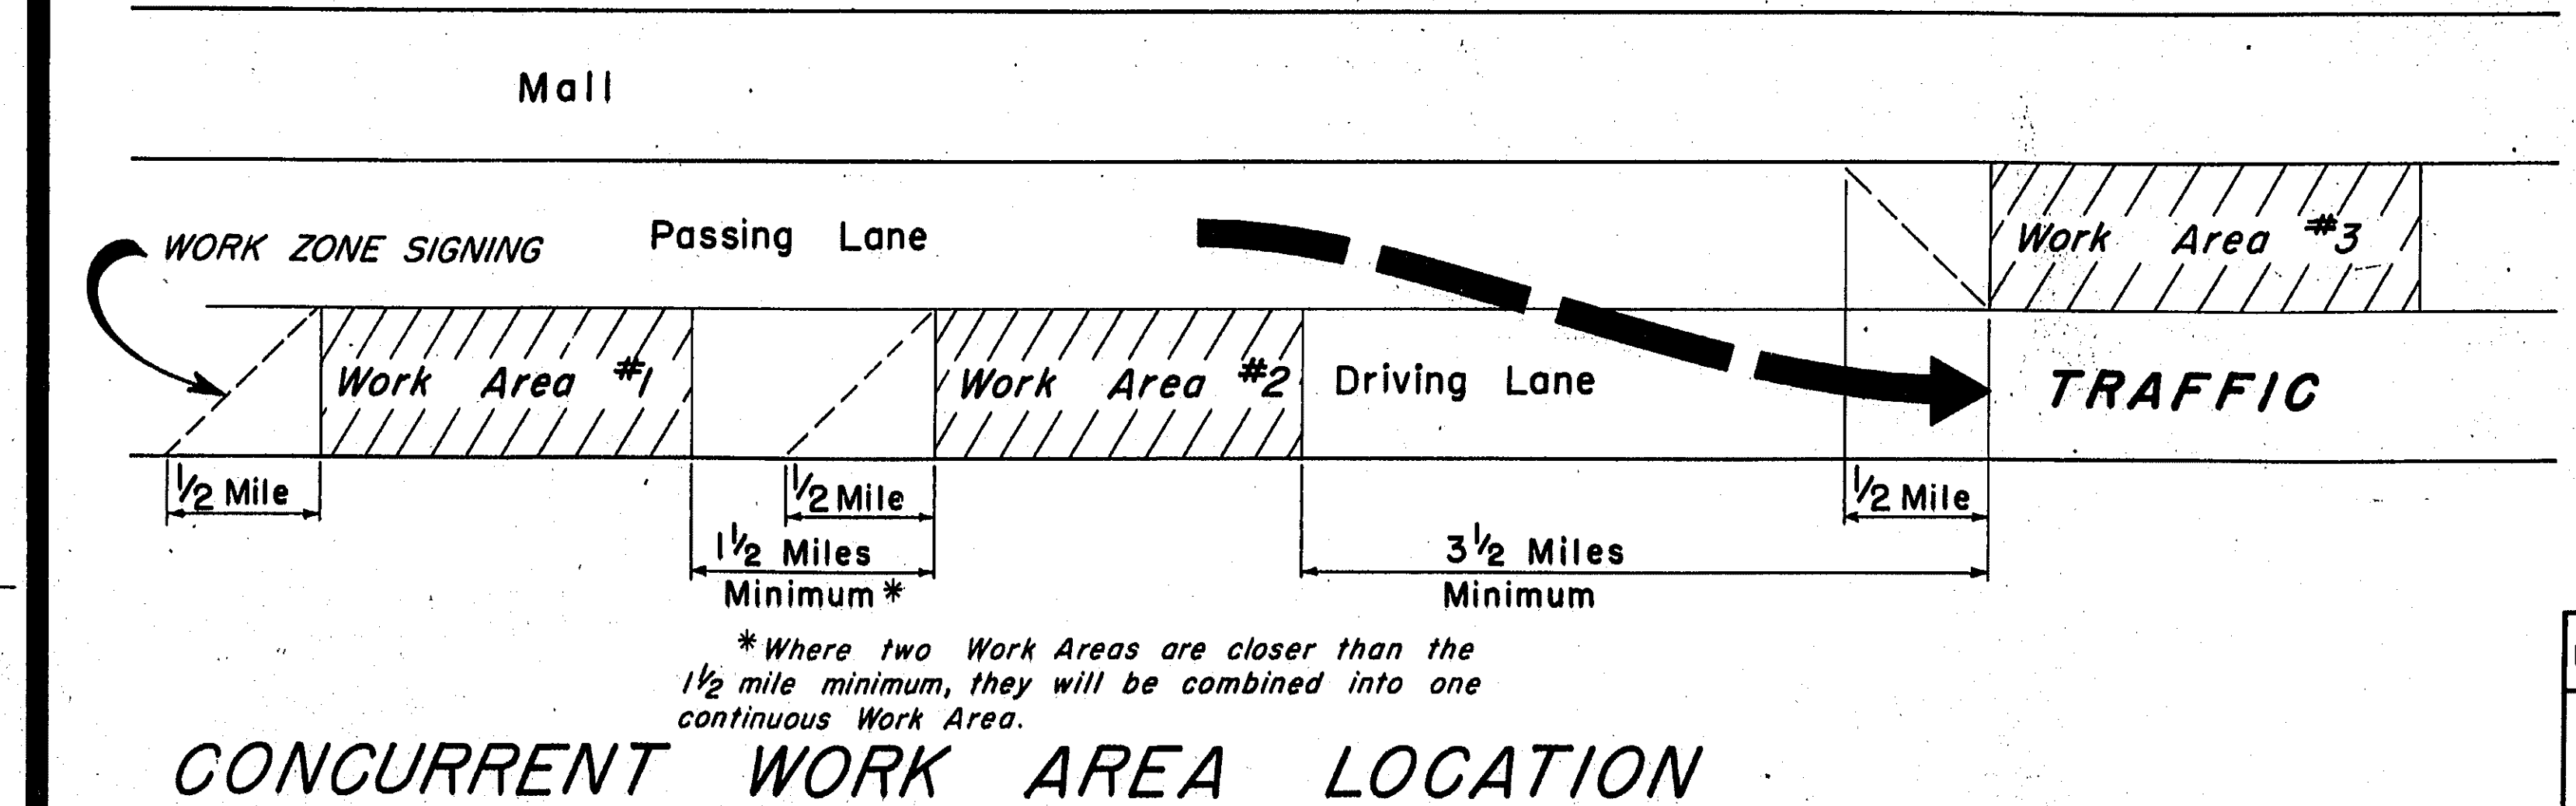 Mall
WORK ZONE SIGNING
Passing Lane
Work Area #3
Work Area #1
Work Area #2
Driving Lane
TRAFFIC
1/2 Mile
1/2 Mile
1/2 Mile
1 1/2 Miles
Minimum *
3 1/2 Miles
Minimum
* Where two Work Areas are closer than the
1 1/2 mile minimum, they will be combined into one
continuous Work Area.
CONCURRENT WORK AREA LOCATION